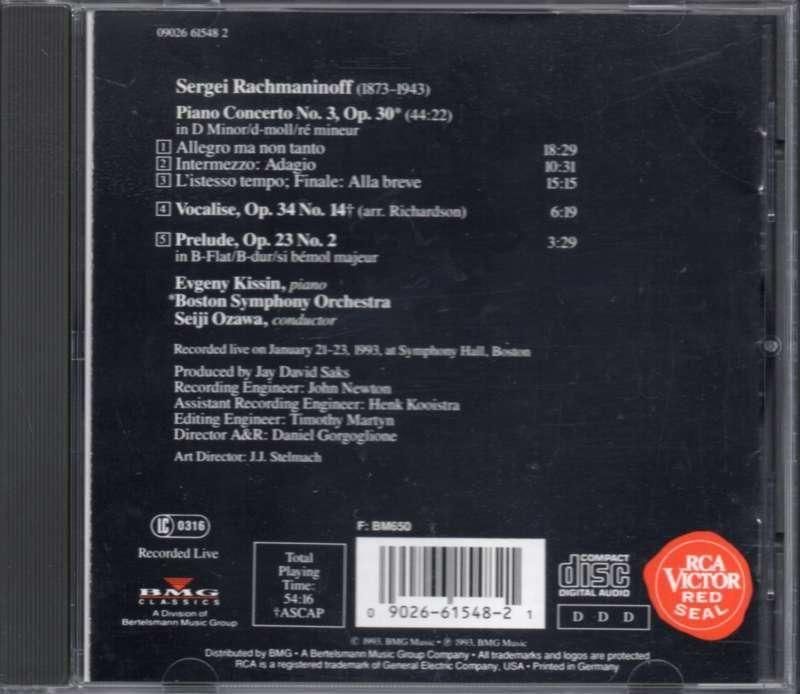 09026 61548 2
Sergei Rachmaninoff (1873–1943)
Piano Concerto No. 3, Op. 30* (44:22)
in D Minor/d-moll/ré mineur
1 Allegro ma non tanto 18:29
2 Intermezzo: Adagio 10:31
3 L'istesso tempo; Finale: Alla breve 15:15
4 Vocalise, Op. 34 No. 14† (arr. Richardson) 6:19
5 Prelude, Op. 23 No. 2 3:29
in B-Flat/B-dur/si bémol majeur
Evgeny Kissin, piano
*Boston Symphony Orchestra
Seiji Ozawa, conductor
Recorded live on January 21–23, 1993, at Symphony Hall, Boston
Produced by Jay David Saks
Recording Engineer: John Newton
Assistant Recording Engineer: Henk Kooistra
Editing Engineer: Timothy Martyn
Director A&R: Daniel Gorgoglione
Art Director: J.J. Stelmach
LC 0316
Recorded Live
BMG
CLASSICS
A Division of
Bertelsmann Music Group
Total
Playing
Time:
54:16
†ASCAP
F: BM650
0 9026-61548-2 1
COMPACT
disc
DIGITAL AUDIO
D D D
RCA
VICTOR
RED
SEAL
© 1993, BMG Music • ℗ 1993, BMG Music
Distributed by BMG • A Bertelsmann Music Group Company • All trademarks and logos are protected
RCA is a registered trademark of General Electric Company, USA • Printed in Germany